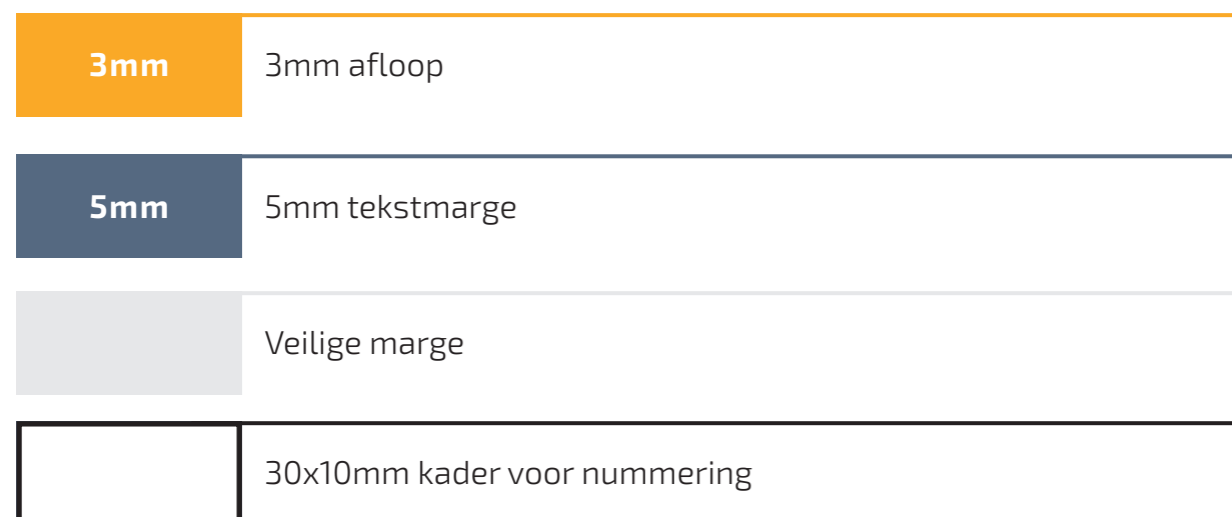 3mm 3mm afloop
5mm 5mm tekstmarge
Veilige marge
30x10mm kader voor nummering